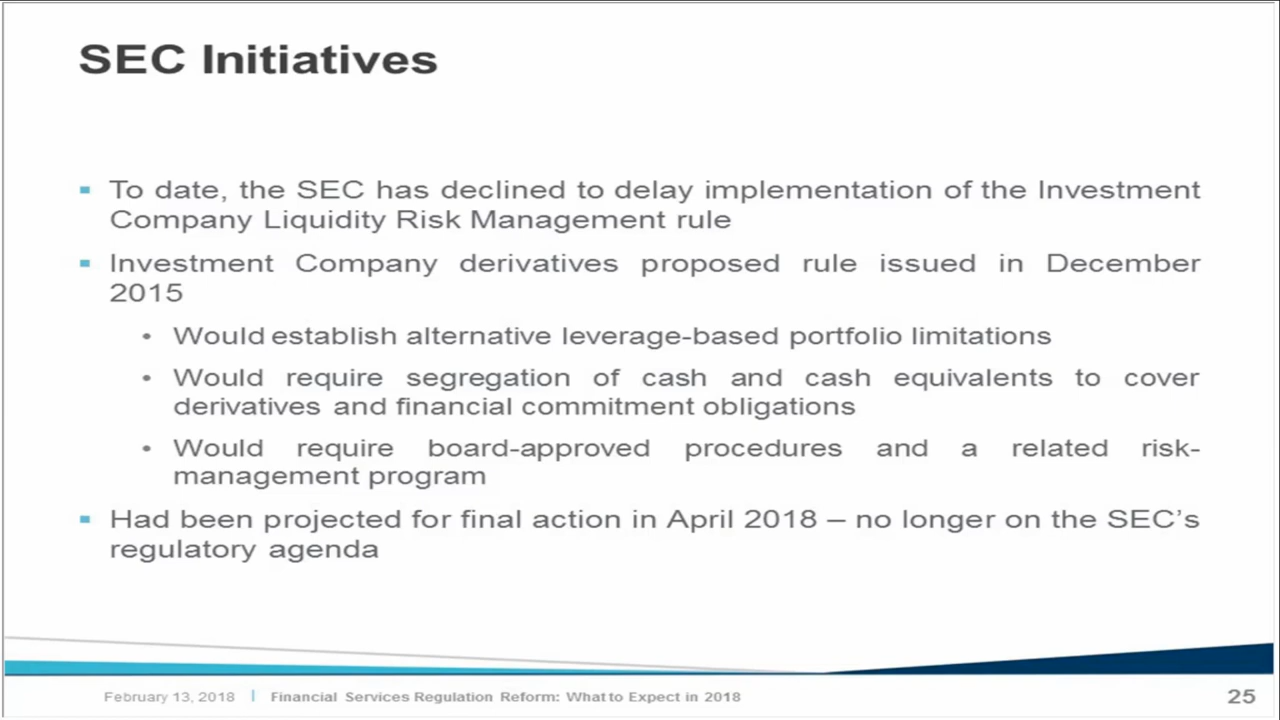 SEC Initiatives
▪ To date, the SEC has declined to delay implementation of the Investment
Company Liquidity Risk Management rule
▪ Investment Company derivatives proposed rule issued in December
2015
• Would establish alternative leverage-based portfolio limitations
• Would require segregation of cash and cash equivalents to cover
derivatives and financial commitment obligations
• Would require board-approved procedures and a related risk-
management program
▪ Had been projected for final action in April 2018 – no longer on the SEC’s
regulatory agenda
February 13, 2018 | Financial Services Regulation Reform: What to Expect in 2018 25